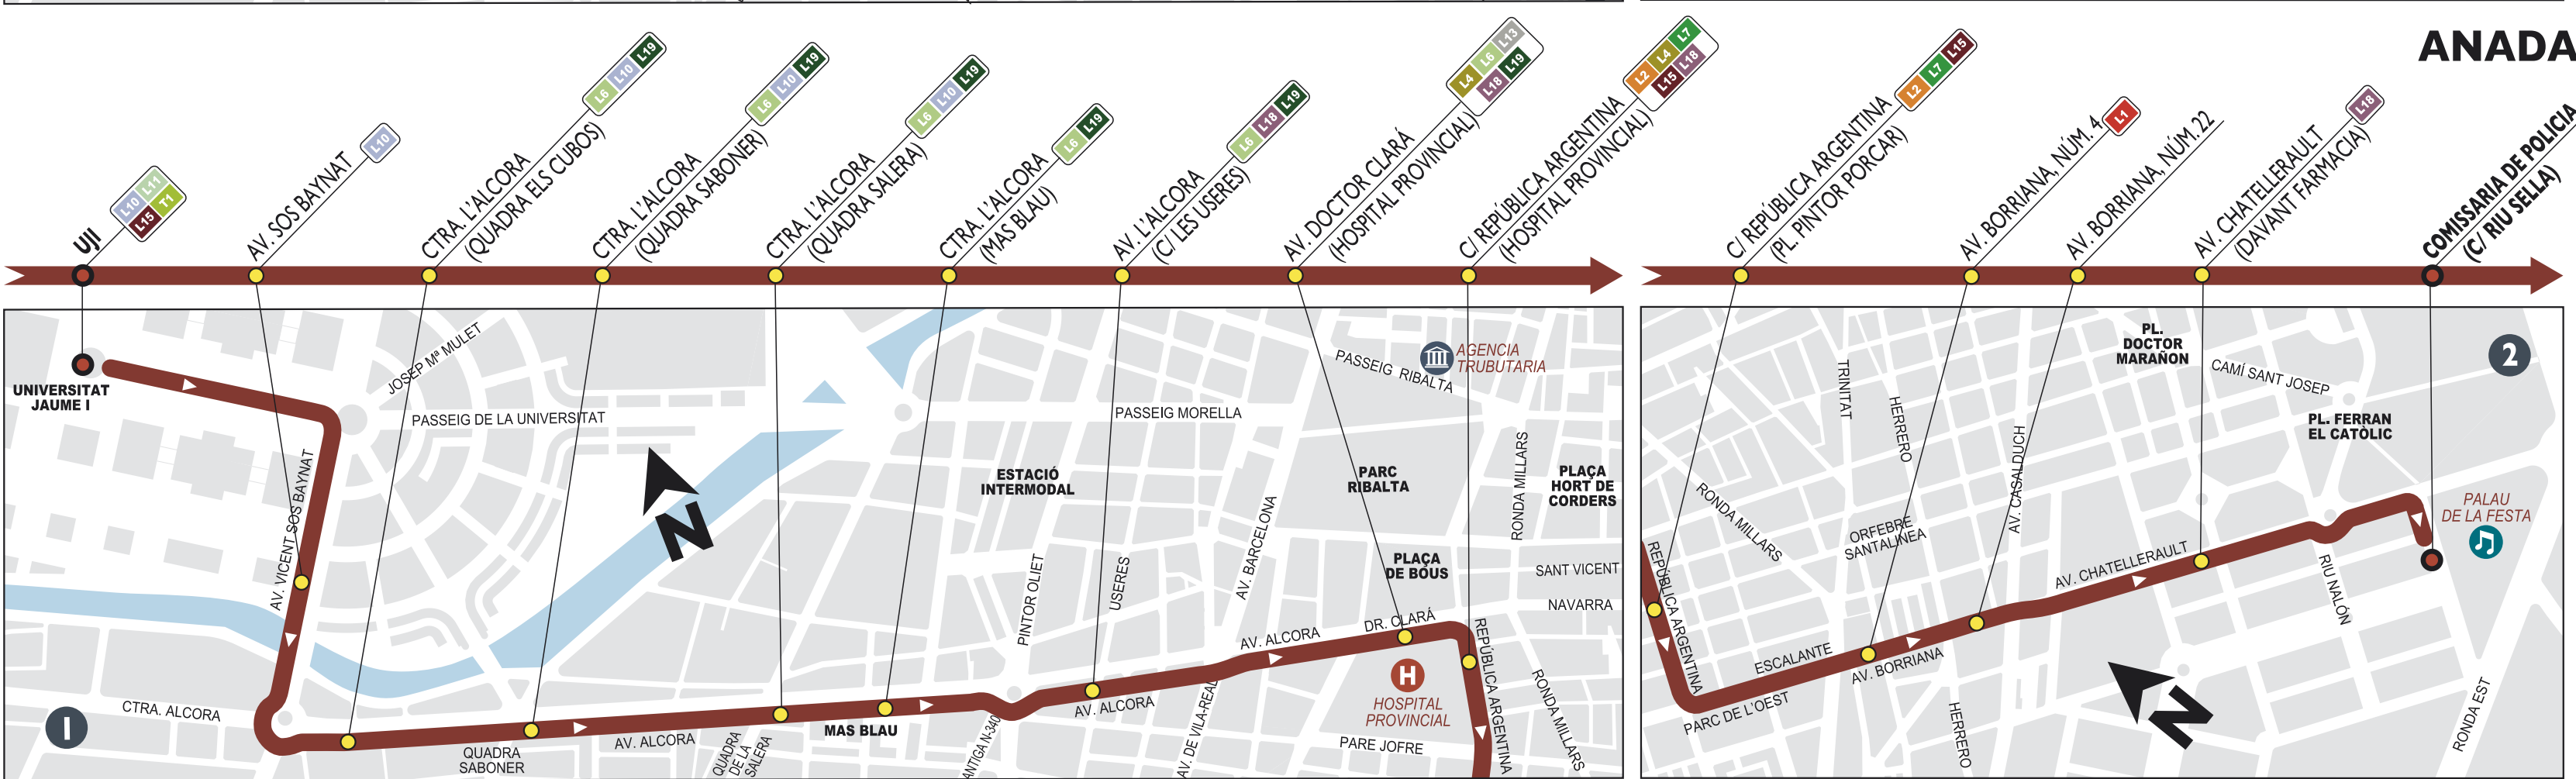 ANADA
UJI
L10
L11
L15
T1
AV. SOS BAYNAT
L10
CTRA. L'ALCORA
(QUADRA ELS CUBOS)
L6
L10
L19
CTRA. L'ALCORA
(QUADRA SABONER)
L6
L10
L19
CTRA. L'ALCORA
(QUADRA SALERA)
L6
L10
L19
CTRA. L'ALCORA
(MAS BLAU)
L6
L19
AV. L'ALCORA
(C/ LES USERES)
L6
L18
L19
AV. DOCTOR CLARÁ
(HOSPITAL PROVINCIAL)
L4
L6
L13
L18
L19
C/ REPÚBLICA ARGENTINA
(HOSPITAL PROVINCIAL)
L2
L4
L7
L15
L18
C/ REPÚBLICA ARGENTINA
(PL. PINTOR PORCAR)
L2
L7
L15
AV. BORRIANA, NÚM. 4
L1
AV. BORRIANA, NÚM.22
AV. CHATELLERAULT
(DAVANT FARMACIA)
L18
COMISSARIA DE POLICIA
(C/ RIU SELLA)
UNIVERSITAT
JAUME I
JOSEP Mª MULET
PASSEIG DE LA UNIVERSITAT
AV. VICENT SOS BAYNAT
CTRA. ALCORA
1
QUADRA
SABONER
AV. ALCORA
QUADRA
DE LA
SALERA
MAS BLAU
N
ESTACIÓ
INTERMODAL
PASSEIG MORELLA
PINTOR OLIET
USERES
ANTIGA N-340
AV. ALCORA
AV. DE VILA-REAL
AV. BARCELONA
AV. ALCORA
PASSEIG RIBALTA
AGENCIA
TRUBUTARIA
PARC
RIBALTA
RONDA MILLARS
PLAÇA
HORT DE
CORDERS
PLAÇA
DE BOUS
SANT VICENT
NAVARRA
DR. CLARÁ
H
HOSPITAL
PROVINCIAL
REPÚBLICA ARGENTINA
RONDA MILLARS
PARE JOFRE
2
TRINITAT
HERRERO
PL.
DOCTOR
MARAÑON
CAMÍ SANT JOSEP
PL. FERRAN
EL CATÒLIC
RONDA MILLARS
ORFEBRE
SANTALINEA
AV. CASALDUCH
REPÚBLICA ARGENTINA
ESCALANTE
PARC DE L'OEST
AV. BORRIANA
HERRERO
AV. CHATELLERAULT
RIU NALÓN
PALAU
DE LA FESTA
RONDA EST
N